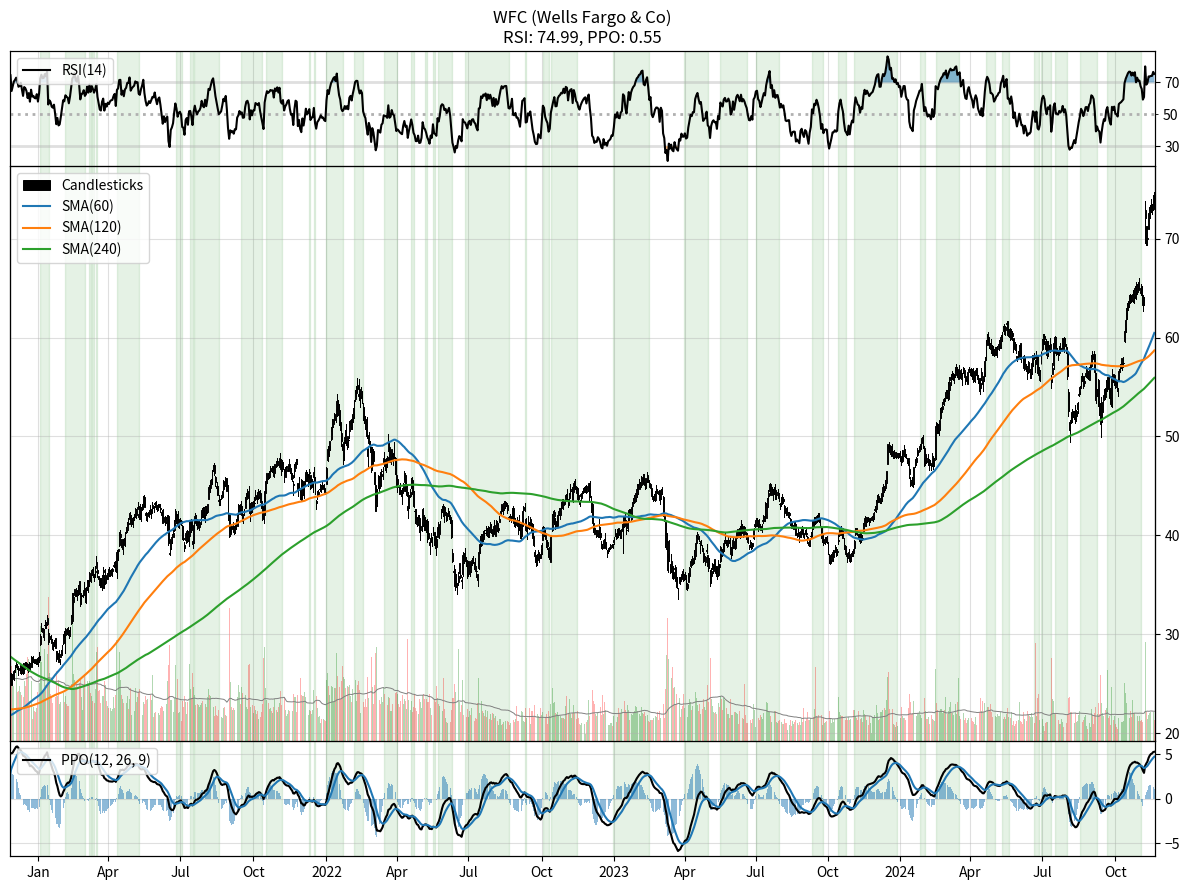 WFC (Wells Fargo & Co)
RSI: 74.99, PPO: 0.55
RSI(14)
70
50
30
Candlesticks
SMA(60)
SMA(120)
SMA(240)
70
60
50
40
30
20
PPO(12, 26, 9)
5
0
−5
Jan Apr Jul Oct 2022 Apr Jul Oct 2023 Apr Jul Oct 2024 Apr Jul Oct